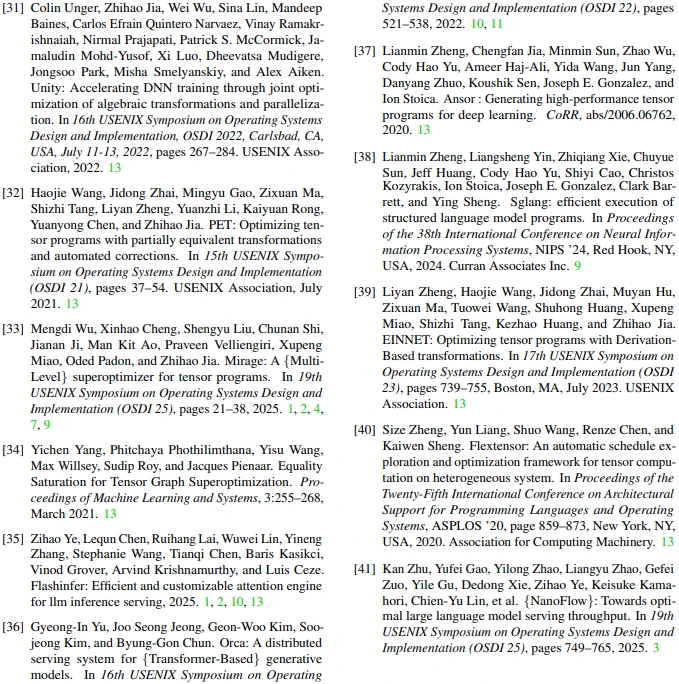 [31] Colin Unger, Zhihao Jia, Wei Wu, Sina Lin, Mandeep
Baines, Carlos Efrain Quintero Narvaez, Vinay Ramakr-
ishnaiah, Nirmal Prajapati, Patrick S. McCormick, Ja-
maludin Mohd-Yusof, Xi Luo, Dheevatsa Mudigere,
Jongsoo Park, Misha Smelyanskiy, and Alex Aiken.
Unity: Accelerating DNN training through joint opti-
mization of algebraic transformations and paralleliza-
tion. In 16th USENIX Symposium on Operating Systems
Design and Implementation, OSDI 2022, Carlsbad, CA,
USA, July 11-13, 2022, pages 267–284. USENIX Asso-
ciation, 2022. 13
[32] Haojie Wang, Jidong Zhai, Mingyu Gao, Zixuan Ma,
Shizhi Tang, Liyan Zheng, Yuanzhi Li, Kaiyuan Rong,
Yuanyong Chen, and Zhihao Jia. PET: Optimizing ten-
sor programs with partially equivalent transformations
and automated corrections. In 15th USENIX Sympo-
sium on Operating Systems Design and Implementation
(OSDI 21), pages 37–54. USENIX Association, July
2021. 13
[33] Mengdi Wu, Xinhao Cheng, Shengyu Liu, Chunan Shi,
Jianan Ji, Man Kit Ao, Praveen Velliengiri, Xupeng
Miao, Oded Padon, and Zhihao Jia. Mirage: A {Multi-
Level} superoptimizer for tensor programs. In 19th
USENIX Symposium on Operating Systems Design and
Implementation (OSDI 25), pages 21–38, 2025. 1, 2, 4,
7, 9
[34] Yichen Yang, Phitchaya Phothilimthana, Yisu Wang,
Max Willsey, Sudip Roy, and Jacques Pienaar. Equality
Saturation for Tensor Graph Superoptimization. Pro-
ceedings of Machine Learning and Systems, 3:255–268,
March 2021. 13
[35] Zihao Ye, Lequn Chen, Ruihang Lai, Wuwei Lin, Yineng
Zhang, Stephanie Wang, Tianqi Chen, Baris Kasikci,
Vinod Grover, Arvind Krishnamurthy, and Luis Ceze.
Flashinfer: Efficient and customizable attention engine
for llm inference serving, 2025. 1, 2, 10, 13
[36] Gyeong-In Yu, Joo Seong Jeong, Geon-Woo Kim, Soo-
jeong Kim, and Byung-Gon Chun. Orca: A distributed
serving system for {Transformer-Based} generative
models. In 16th USENIX Symposium on Operating
Systems Design and Implementation (OSDI 22), pages
521–538, 2022. 10, 11
[37] Lianmin Zheng, Chengfan Jia, Minmin Sun, Zhao Wu,
Cody Hao Yu, Ameer Haj-Ali, Yida Wang, Jun Yang,
Danyang Zhuo, Koushik Sen, Joseph E. Gonzalez, and
Ion Stoica. Ansor : Generating high-performance tensor
programs for deep learning. CoRR, abs/2006.06762,
2020. 13
[38] Lianmin Zheng, Liangsheng Yin, Zhiqiang Xie, Chuyue
Sun, Jeff Huang, Cody Hao Yu, Shiyi Cao, Christos
Kozyrakis, Ion Stoica, Joseph E. Gonzalez, Clark Bar-
rett, and Ying Sheng. Sglang: efficient execution of
structured language model programs. In Proceedings
of the 38th International Conference on Neural Infor-
mation Processing Systems, NIPS '24, Red Hook, NY,
USA, 2024. Curran Associates Inc. 9
[39] Liyan Zheng, Haojie Wang, Jidong Zhai, Muyan Hu,
Zixuan Ma, Tuowei Wang, Shuhong Huang, Xupeng
Miao, Shizhi Tang, Kezhao Huang, and Zhihao Jia.
EINNET: Optimizing tensor programs with Derivation-
Based transformations. In 17th USENIX Symposium on
Operating Systems Design and Implementation (OSDI
23), pages 739–755, Boston, MA, July 2023. USENIX
Association. 13
[40] Size Zheng, Yun Liang, Shuo Wang, Renze Chen, and
Kaiwen Sheng. Flextensor: An automatic schedule ex-
ploration and optimization framework for tensor compu-
tation on heterogeneous system. In Proceedings of the
Twenty-Fifth International Conference on Architectural
Support for Programming Languages and Operating
Systems, ASPLOS '20, page 859–873, New York, NY,
USA, 2020. Association for Computing Machinery. 13
[41] Kan Zhu, Yufei Gao, Yilong Zhao, Liangyu Zhao, Gefei
Zuo, Yile Gu, Dedong Xie, Zihao Ye, Keisuke Kama-
hori, Chien-Yu Lin, et al. {NanoFlow}: Towards opti-
mal large language model serving throughput. In 19th
USENIX Symposium on Operating Systems Design and
Implementation (OSDI 25), pages 749–765, 2025. 3